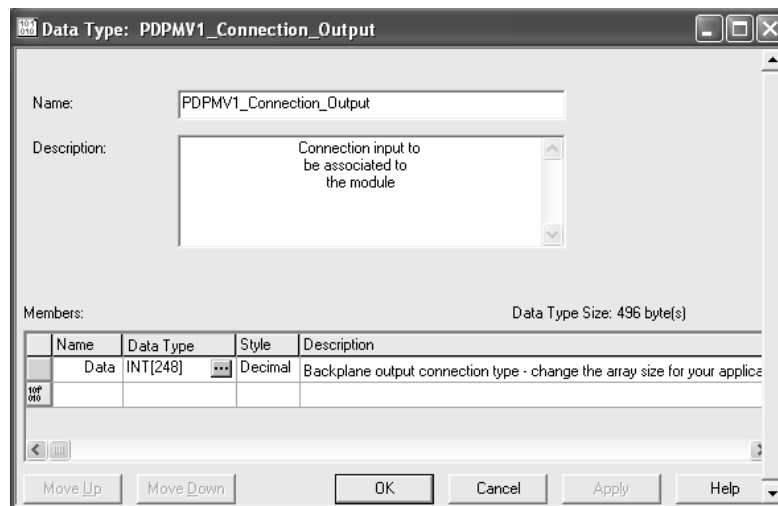 Data Type: PDPMV1_Connection_Output
Name:
PDPMV1_Connection_Output
Description:
Connection input to
be associated to
the module
Members:
Data Type Size: 496 byte(s)
Name Data Type Style Description
Data INT[248] ... Decimal Backplane output connection type - change the array size for your applica
Move Up Move Down OK Cancel Apply Help